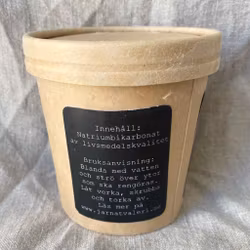 Innehåll:
Natriumbikarbonat
av livsmedelskvalitet
Bruksanvisning:
Blanda med vatten
och strö över ytor
som ska rengöras.
Låt verka, skrubba
och torka av.
Läs mer på
www.jarnatvaleri.se